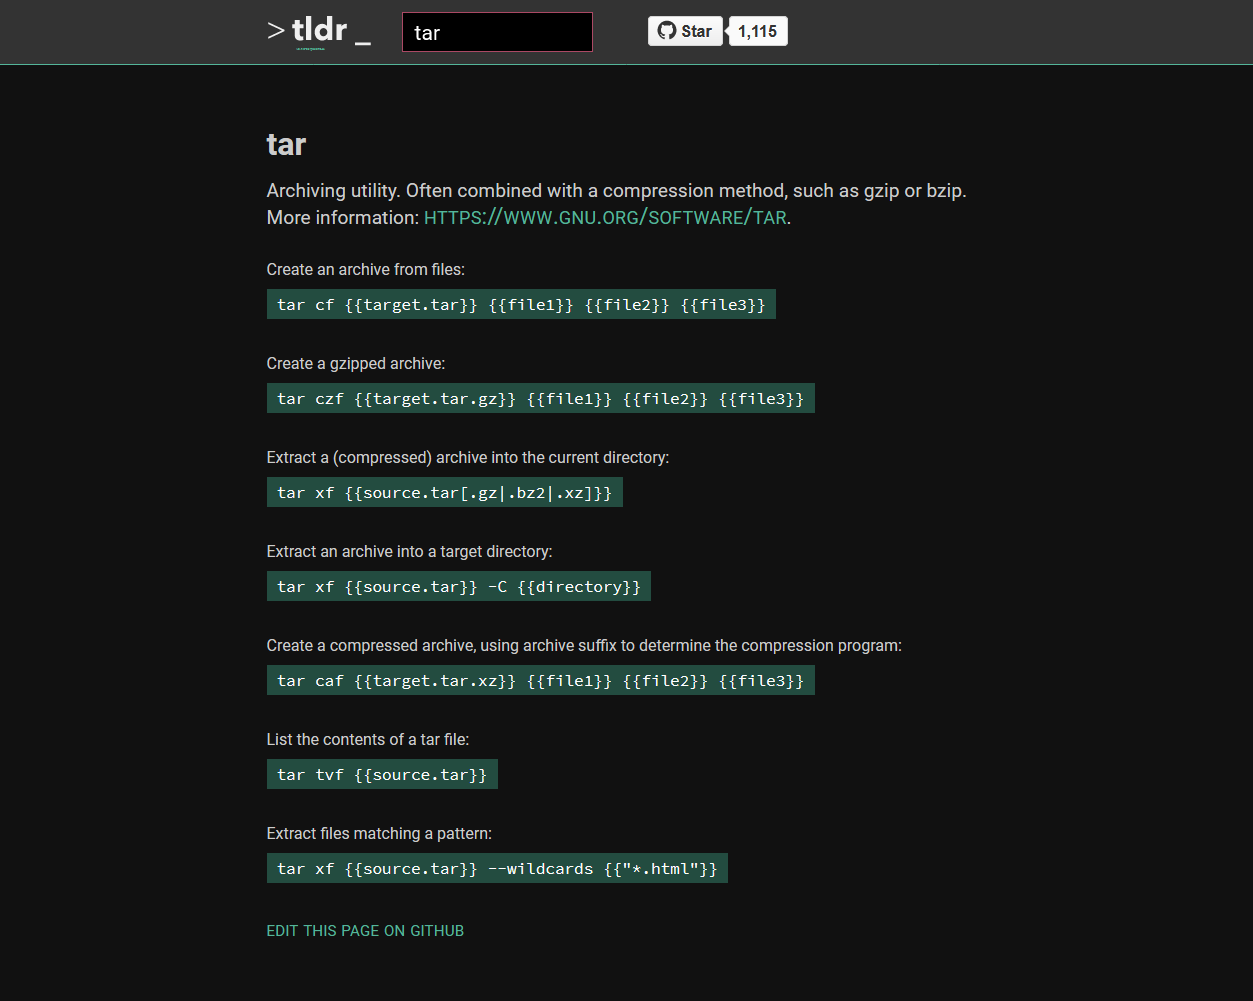 > tldr _
tar
Star
1,115
tar
Archiving utility. Often combined with a compression method, such as gzip or bzip.
More information: HTTPS://WWW.GNU.ORG/SOFTWARE/TAR.
Create an archive from files:
tar cf {{target.tar}} {{file1}} {{file2}} {{file3}}
Create a gzipped archive:
tar czf {{target.tar.gz}} {{file1}} {{file2}} {{file3}}
Extract a (compressed) archive into the current directory:
tar xf {{source.tar[.gz|.bz2|.xz]}}
Extract an archive into a target directory:
tar xf {{source.tar}} -C {{directory}}
Create a compressed archive, using archive suffix to determine the compression program:
tar caf {{target.tar.xz}} {{file1}} {{file2}} {{file3}}
List the contents of a tar file:
tar tvf {{source.tar}}
Extract files matching a pattern:
tar xf {{source.tar}} --wildcards {{"*.html"}}
EDIT THIS PAGE ON GITHUB